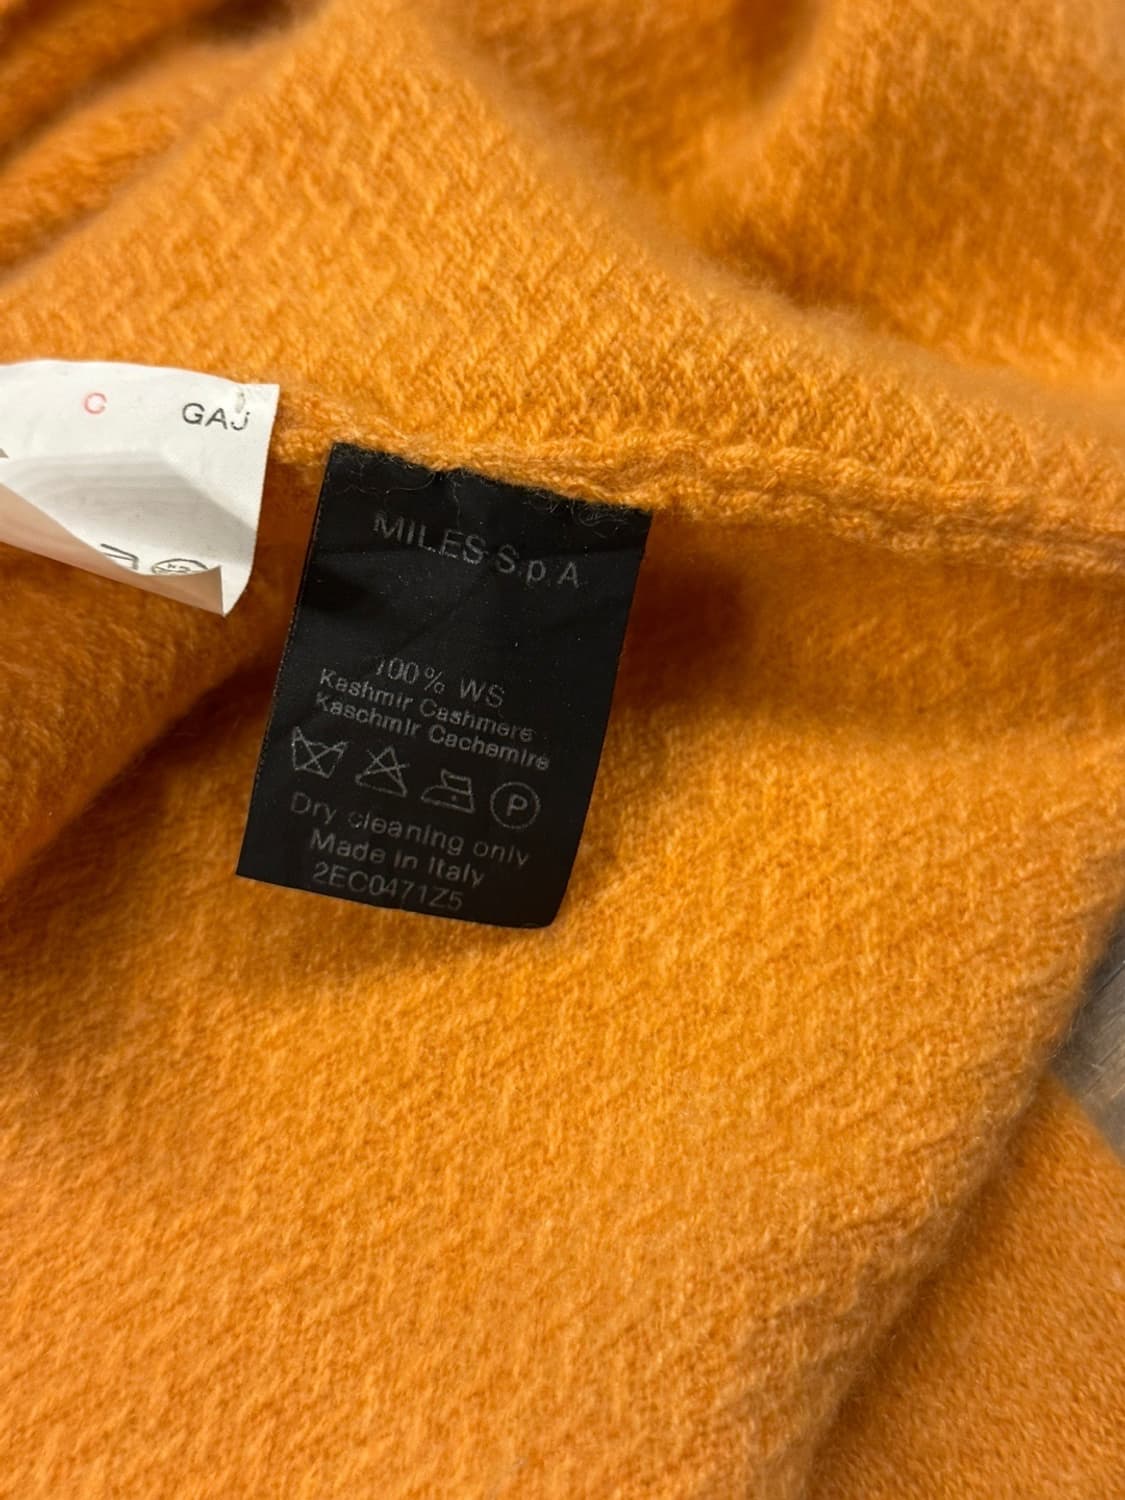 C GAJ
MILES S.p.A
100% WS
Kashmir Cashmere
Kaschmir Cachemire
P
Dry cleaning only
Made in Italy
2EC0471Z5